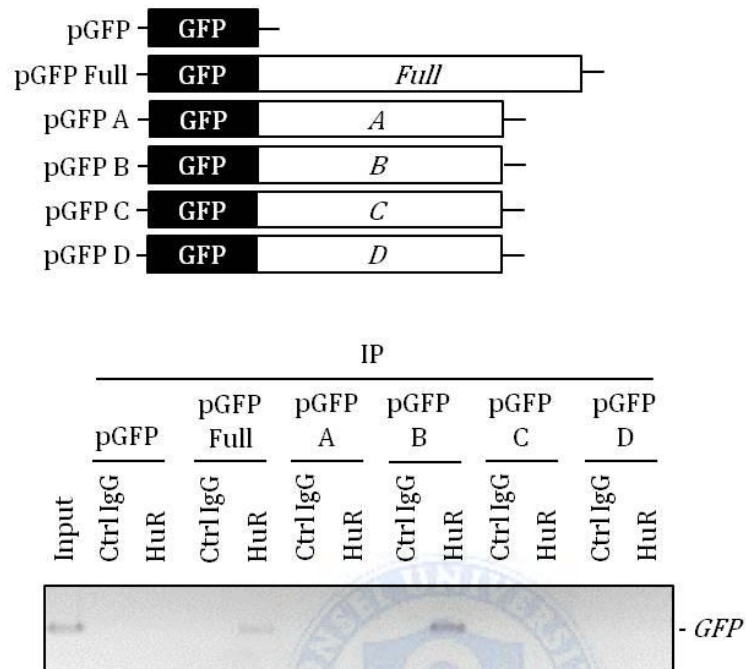 pGFP GFP
pGFP Full GFP Full
pGFP A GFP A
pGFP B GFP B
pGFP C GFP C
pGFP D GFP D
IP
pGFP pGFP Full pGFP A pGFP B pGFP C pGFP D
Input Ctrl IgG HuR Ctrl IgG HuR Ctrl IgG HuR Ctrl IgG HuR Ctrl IgG HuR Ctrl IgG HuR
- GFP